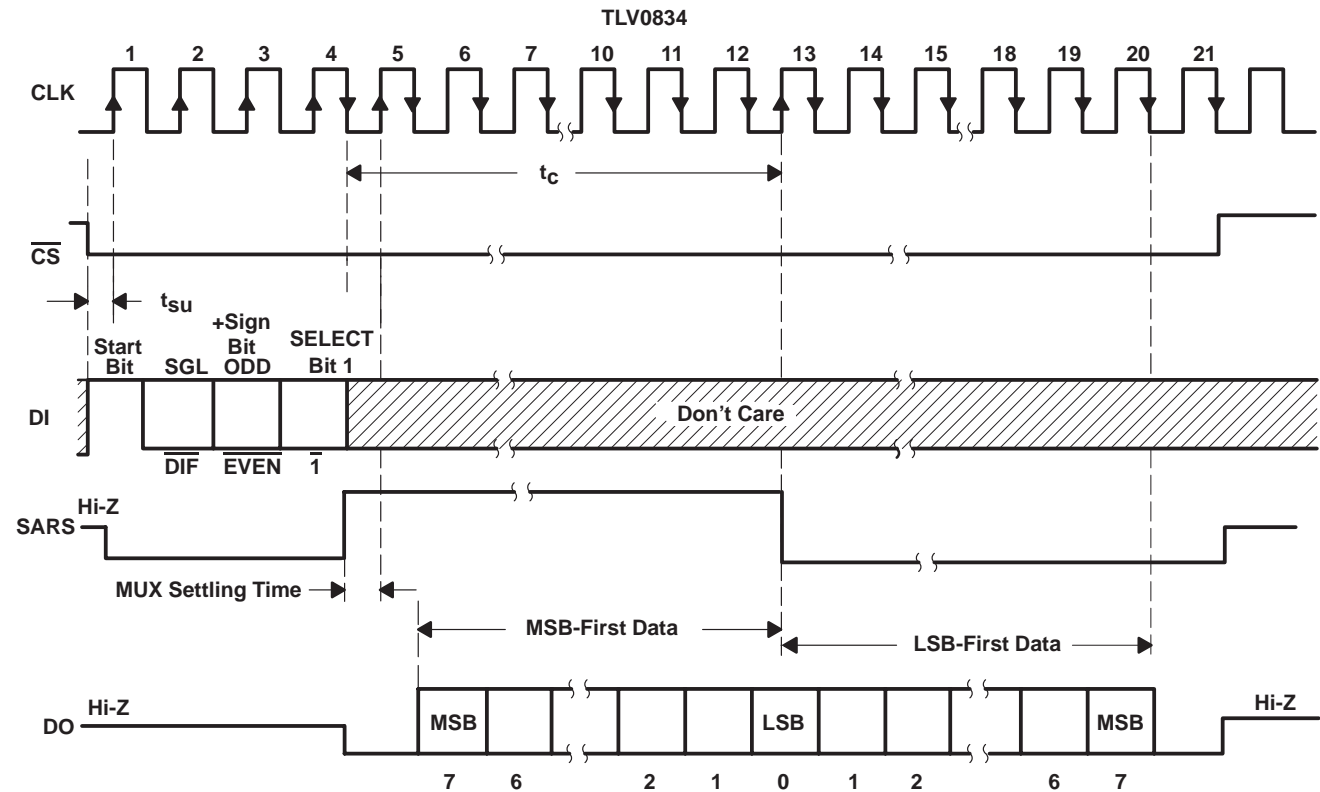 TLV0834
1 2 3 4 5 6 7 10 11 12 13 14 15 18 19 20 21
CLK
tc
CS
tsu
+Sign
Bit
ODD
SELECT
Bit 1
Start
Bit
SGL
DI
Don't Care
DIF EVEN 1
Hi-Z
SARS
MUX Settling Time
MSB-First Data
LSB-First Data
Hi-Z
DO
MSB
LSB
MSB
Hi-Z
7 6 2 1 0 1 2 6 7